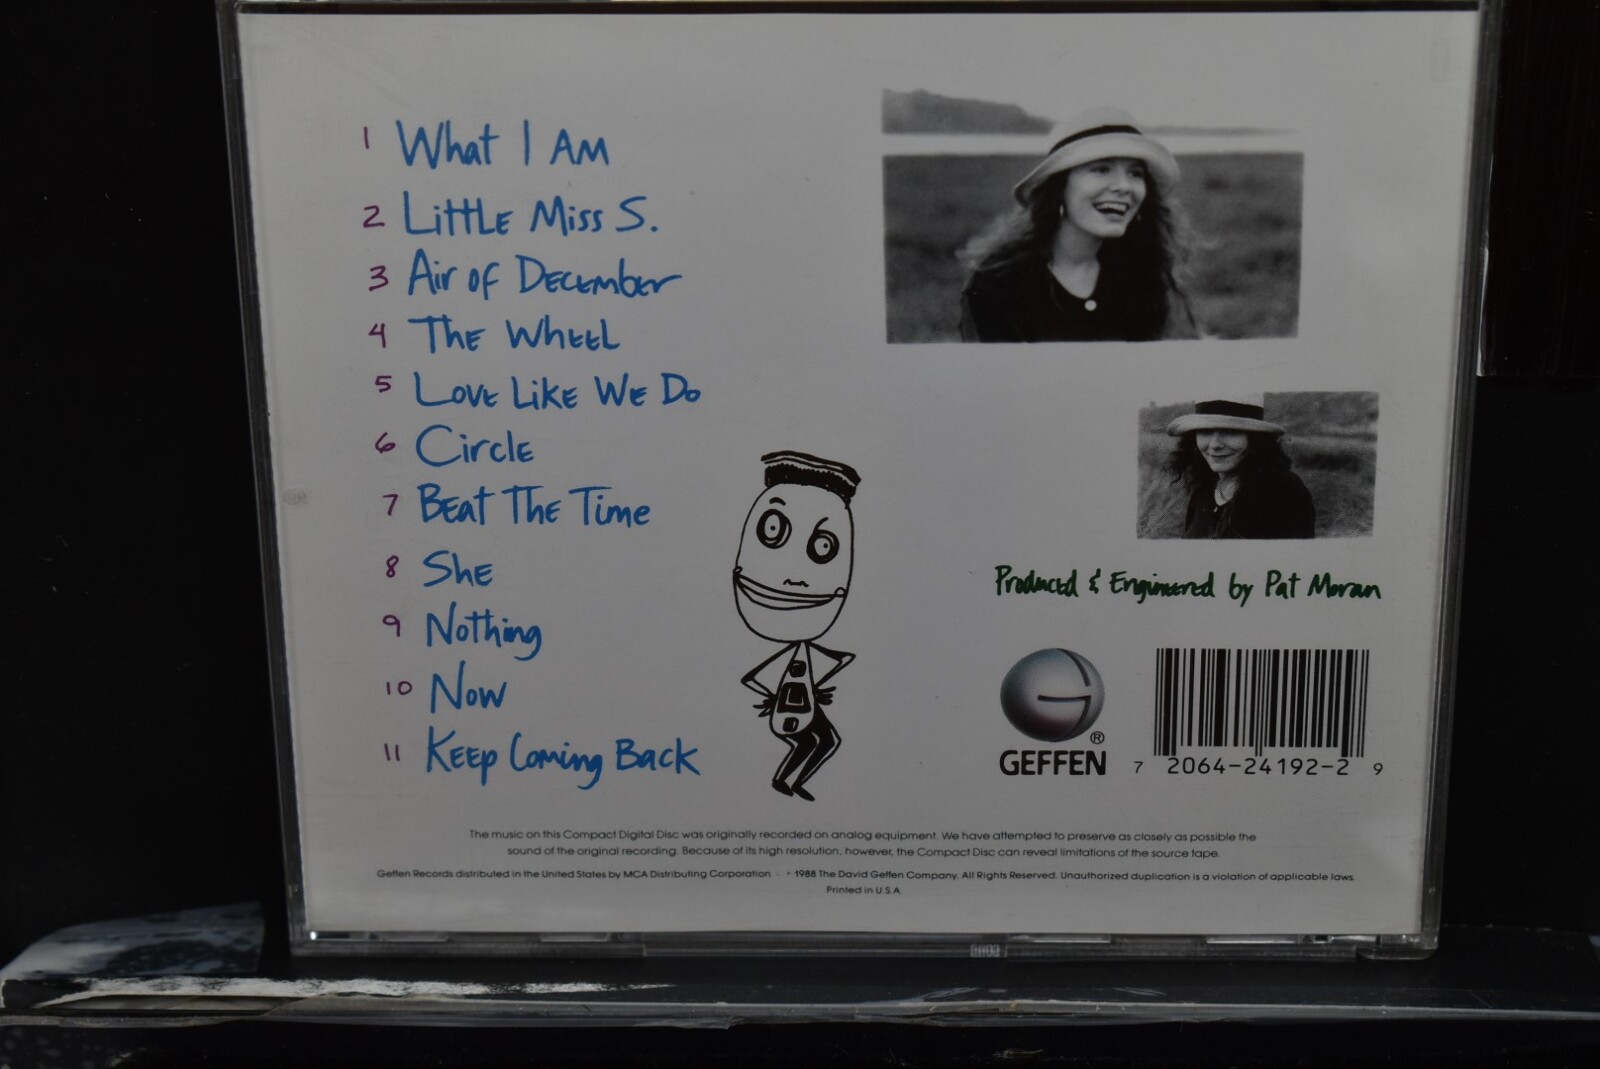 1 What I Am
2 Little Miss S.
3 Air of December
4 The Wheel
5 Love Like We Do
6 Circle
7 Beat The Time
8 She
9 Nothing
10 Now
11 Keep Coming Back
Produced & Engineered by Pat Moran
GEFFEN ®
7 2064-24192-2 9
The music on this Compact Digital Disc was originally recorded on analog equipment. We have attempted to preserve as closely as possible the
sound of the original recording. Because of its high resolution, however, the Compact Disc can reveal limitations of the source tape.
Geffen Records distributed in the United States by MCA Distributing Corporation 1988 The David Geffen Company. All Rights Reserved. Unauthorized duplication is a violation of applicable laws.
Printed in U.S.A.